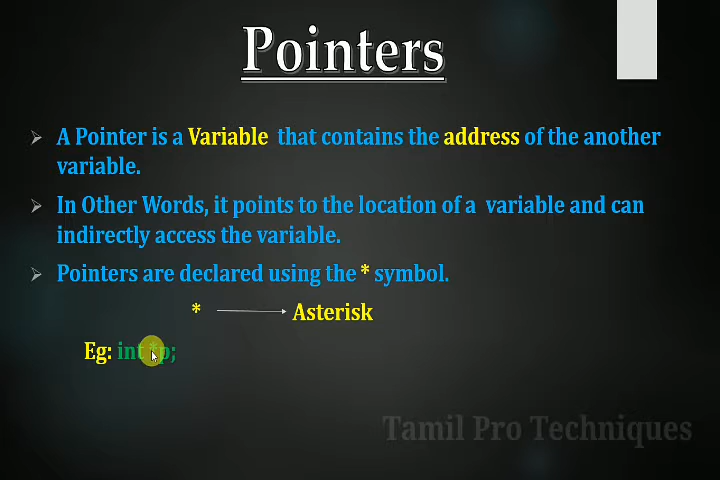 Pointers
A Pointer is a Variable that contains the address of the another
variable.
In Other Words, it points to the location of a variable and can
indirectly access the variable.
Pointers are declared using the * symbol.
* Asterisk
Eg: int *p;
Tamil Pro Techniques